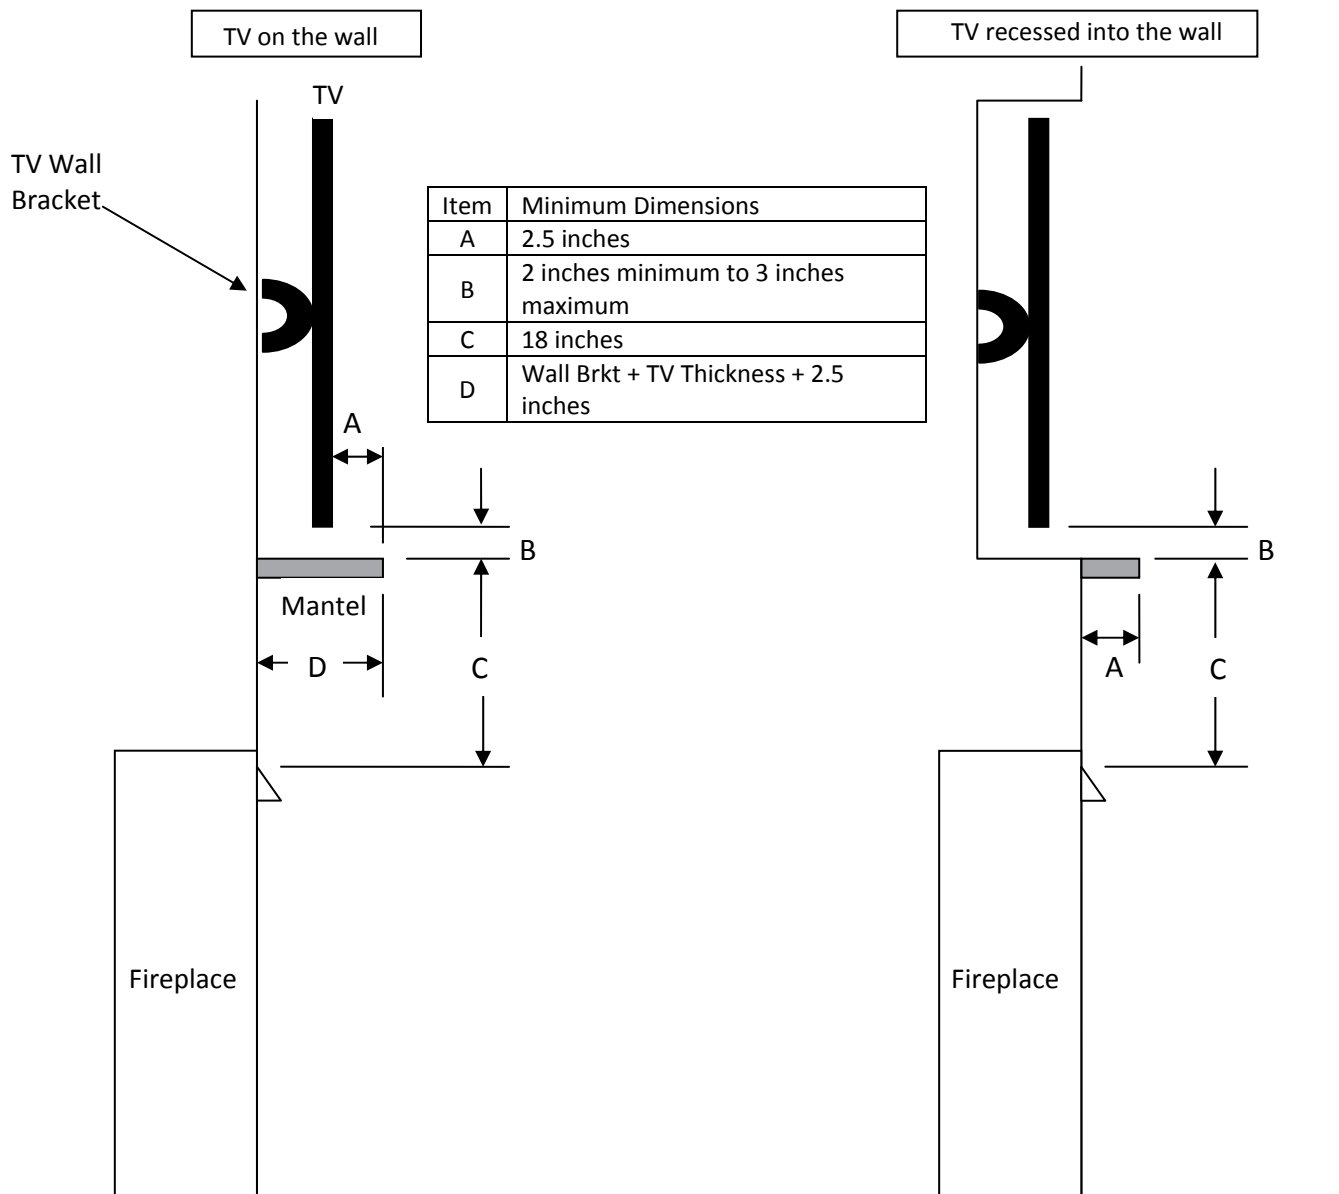 TV on the wall
TV recessed into the wall
TV
TV Wall
Bracket
Item Minimum Dimensions
A 2.5 inches
B 2 inches minimum to 3 inches
maximum
C 18 inches
D Wall Brkt + TV Thickness + 2.5
inches
A
B
Mantel
D
C
Fireplace
B
A
C
Fireplace